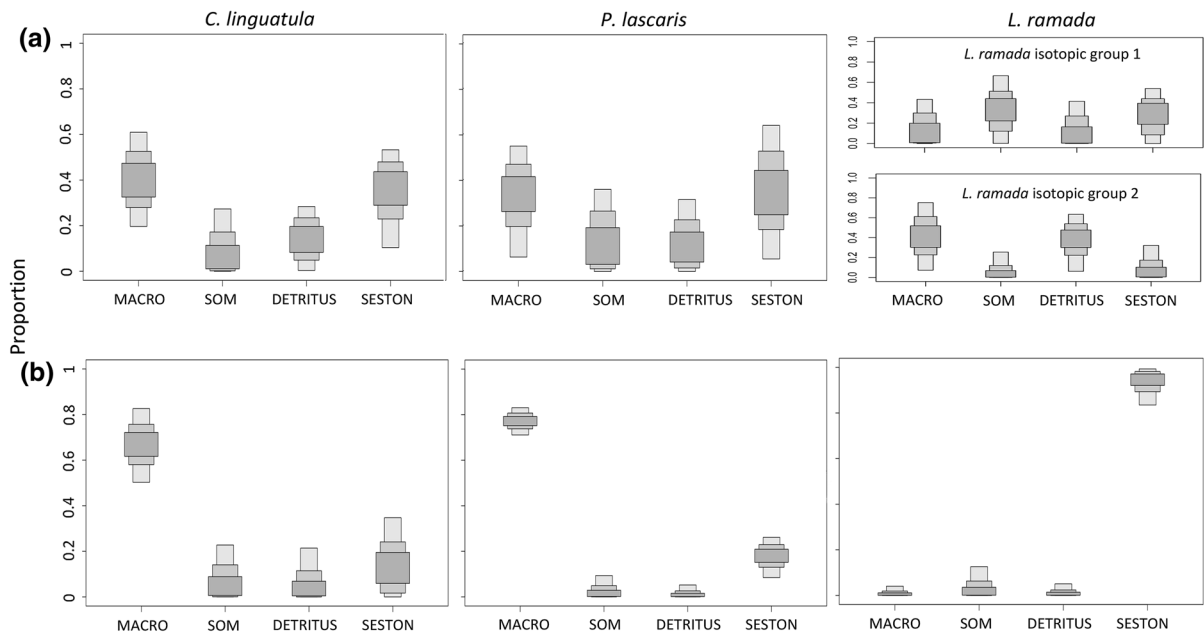 C. linguatula P. lascaris L. ramada
(a)
1
0.8
0.6
0.4
0.2
0
MACRO SOM DETRITUS SESTON
MACRO SOM DETRITUS SESTON
L. ramada isotopic group 1
1.0
0.8
0.6
0.4
0.2
0.0
L. ramada isotopic group 2
1.0
0.8
0.6
0.4
0.2
0.0
MACRO SOM DETRITUS SESTON
Proportion
(b)
1
0.8
0.6
0.4
0.2
0
MACRO SOM DETRITUS SESTON
MACRO SOM DETRITUS SESTON
MACRO SOM DETRITUS SESTON